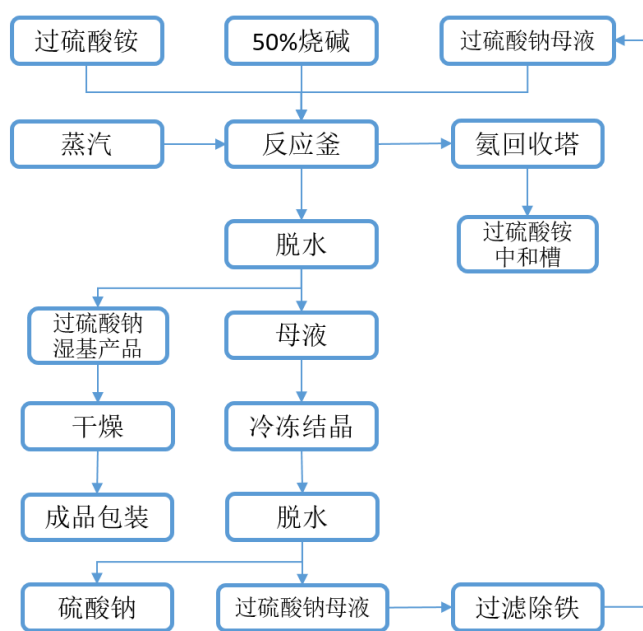 过硫酸铵
50%烧碱
过硫酸钠母液
蒸汽
反应釜
氨回收塔
过硫酸铵
中和槽
脱水
过硫酸钠
湿基产品
母液
干燥
冷冻结晶
成品包装
脱水
硫酸钠
过硫酸钠母液
过滤除铁